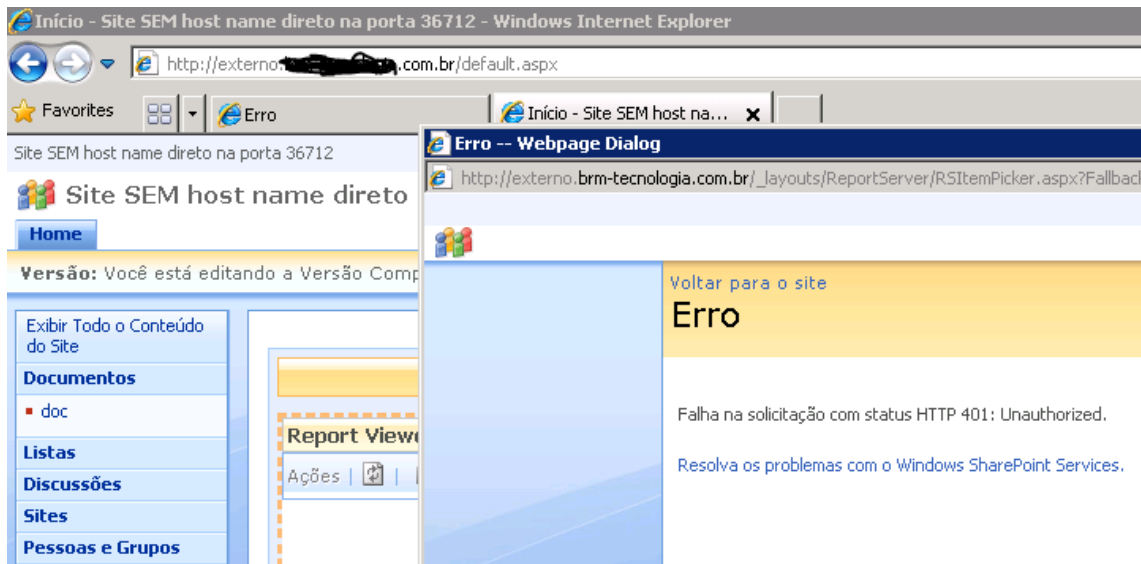 Início - Site SEM host name direto na porta 36712 - Windows Internet Explorer
http://externo. .com.br/default.aspx
Favorites
Erro
Início - Site SEM host na...
Site SEM host name direto na porta 36712
Site SEM host name direto
Home
Versão: Você está editando a Versão
Exibir Todo o Conteúdo
do Site
Documentos
doc
Listas
Discussões
Sites
Pessoas e Grupos
Report
Ações
Erro -- Webpage Dialog
http://externo.brm-tecnologia.com.br/_layouts/ReportServer/RSItemPicker.aspx?Fallback
Voltar para o site
Erro
Falha na solicitação com status HTTP 401: Unauthorized.
Resolva os problemas com o Windows SharePoint Services.